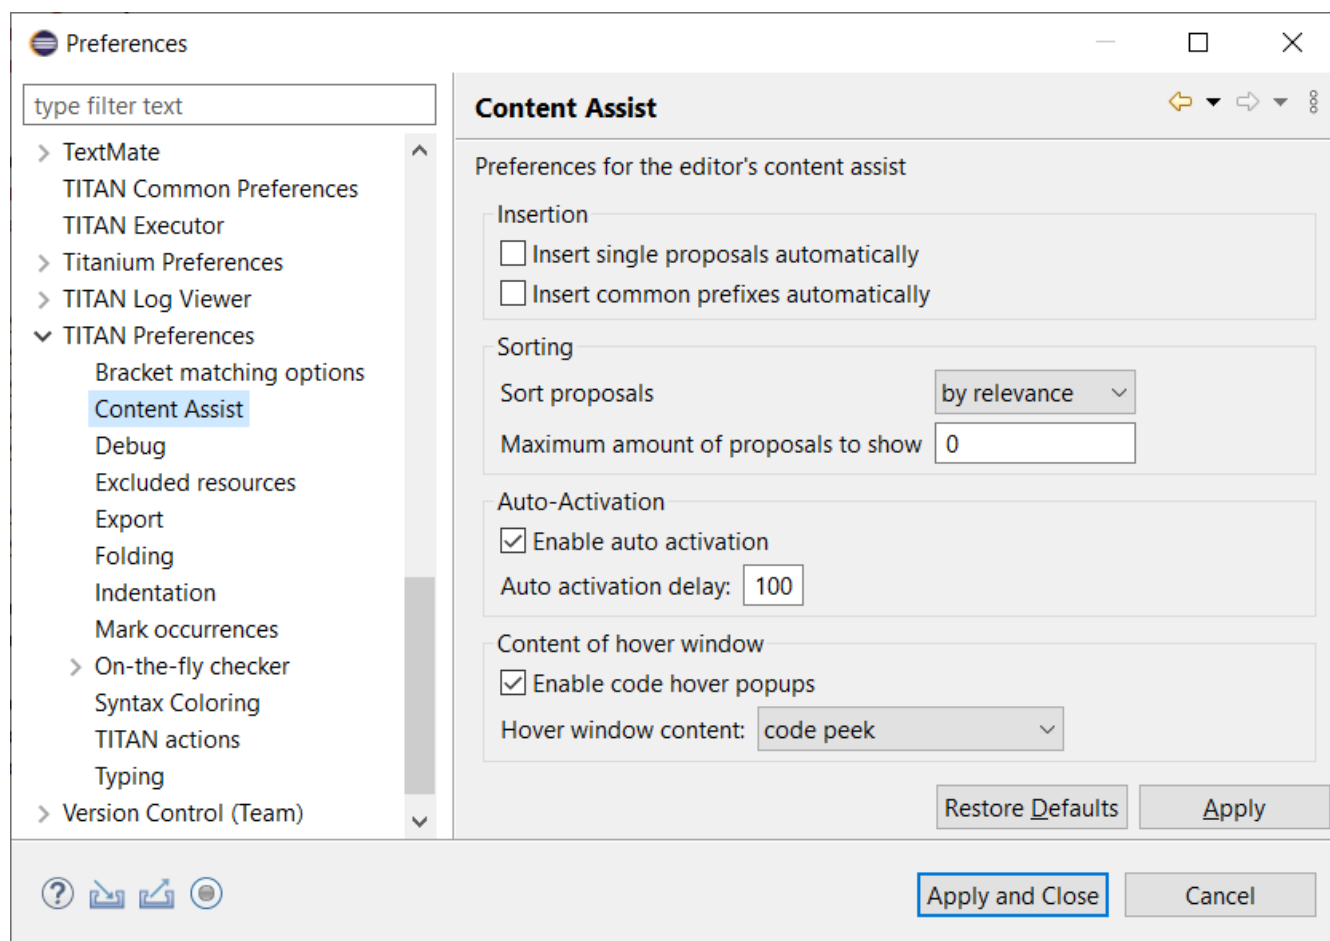 Preferences
type filter text
TextMate
TITAN Common Preferences
TITAN Executor
Titanium Preferences
TITAN Log Viewer
TITAN Preferences
Bracket matching options
Content Assist
Debug
Excluded resources
Export
Folding
Indentation
Mark occurrences
On-the-fly checker
Syntax Coloring
TITAN actions
Typing
Version Control (Team)
Content Assist
Preferences for the editor's content assist
Insertion
Insert single proposals automatically
Insert common prefixes automatically
Sorting
Sort proposals by relevance
Maximum amount of proposals to show 0
Auto-Activation
Enable auto activation
Auto activation delay: 100
Content of hover window
Enable code hover popups
Hover window content: code peek
Restore Defaults Apply
Apply and Close Cancel